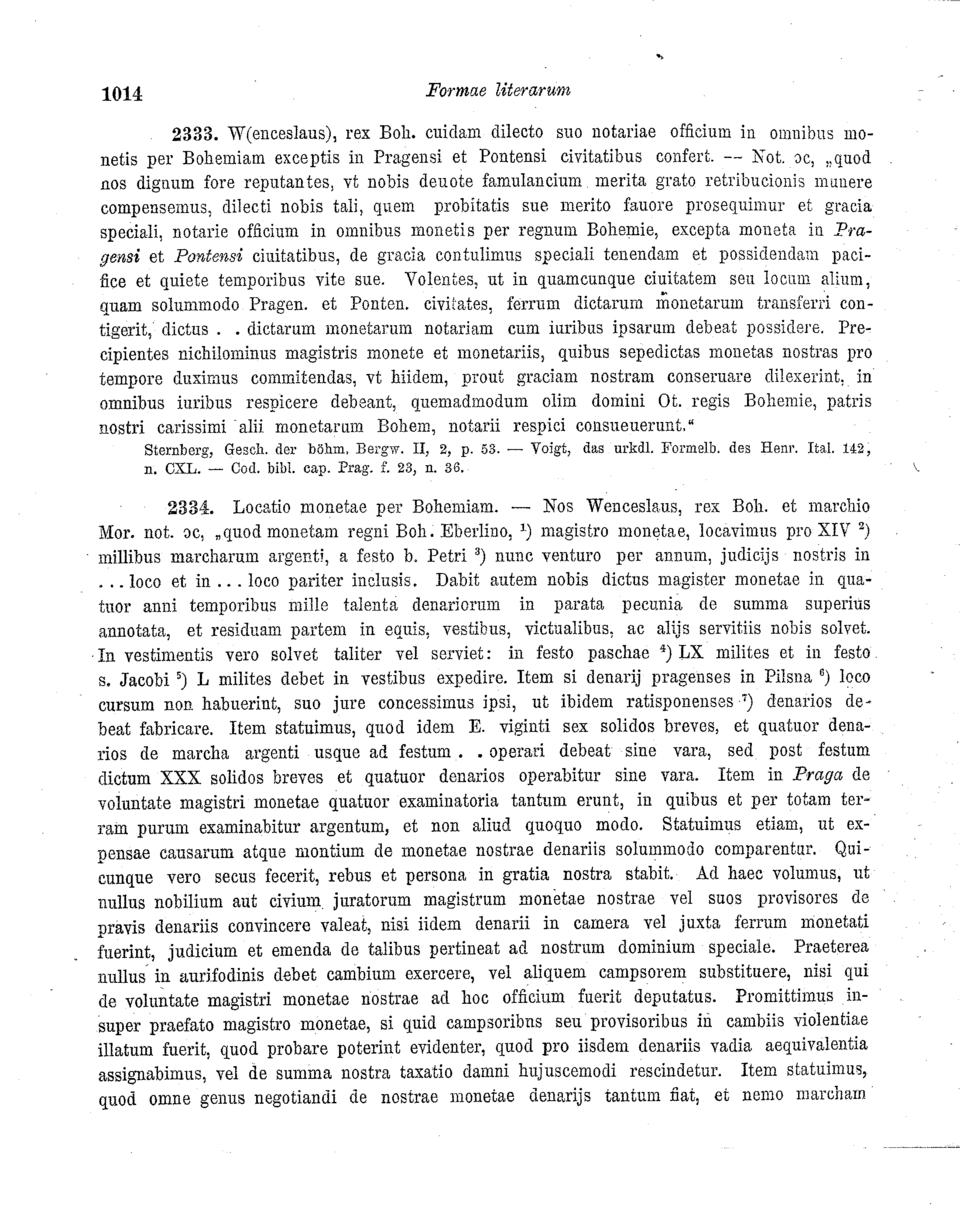 1014 Formae literarum
2333. W(enceslaus), rex Boh. cuidam dilecto suo notariae officium in omnibus mo-
netis per Bohemiam exceptis in Pragensi et Pontensi civitatibus confert. — Not. ɔc, „quod
nos dignum fore reputantes, vt nobis deuote famulancium merita grato retribucionis munere
compensemus, dilecti nobis tali, quem probitatis sue merito fauore prosequimur et gracia
speciali, notarie officium in omnibus monetis per regnum Bohemie, excepta moneta in Pra-
gensi et Pontensi ciuitatibus, de gracia contulimus speciali tenendam et possidendam paci-
fice et quiete temporibus vite sue. Volentes, ut in quamcunque ciuitatem seu locum alium,
quam solummodo Pragen. et Ponten. civitates, ferrum dictarum monetarum transferri con-
tigerit, dictus . . dictarum monetarum notariam cum iuribus ipsarum debeat possidere. Pre-
cipientes nichilominus magistris monete et monetariis, quibus sepedictas monetas nostras pro
tempore duximus commitendas, vt hiidem, prout graciam nostram conseruare dilexerint, in
omnibus iuribus respicere debeant, quemadmodum olim domini Ot. regis Bohemie, patris
nostri carissimi alii monetarum Bohem, notarii respici consueuerunt.“
Sternberg, Gesch. der böhm. Bergw. II, 2, p. 53. — Voigt, das urkdl. Formelb. des Henr. Ital. 142,
n. CXL. — Cod. bibl. cap. Prag. f. 23, n. 36.
2334. Locatio monetae per Bohemiam. — Nos Wenceslaus, rex Boh. et marchio
Mor. not. ɔc, „quod monetam regni Boh. Eberlino, ¹) magistro monetae, locavimus pro XIV ²)
millibus marcharum argenti, a festo b. Petri ³) nunc venturo per annum, judicijs nostris in
. . . loco et in . . . loco pariter inclusis. Dabit autem nobis dictus magister monetae in qua-
tuor anni temporibus mille talenta denariorum in parata pecunia de summa superius
annotata, et residuam partem in equis, vestibus, victualibus, ac alijs servitiis nobis solvet.
In vestimentis vero solvet taliter vel serviet: in festo paschae ⁴) LX milites et in festo
s. Jacobi ⁵) L milites debet in vestibus expedire. Item si denarij pragenses in Pilsna ⁶) loco
cursum non habuerint, suo jure concessimus ipsi, ut ibidem ratisponenses ⁷) denarios de-
beat fabricare. Item statuimus, quod idem E. viginti sex solidos breves, et quatuor dena-
rios de marcha argenti usque ad festum . . operari debeat sine vara, sed post festum
dictum XXX solidos breves et quatuor denarios operabitur sine vara. Item in Praga de
voluntate magistri monetae quatuor examinatoria tantum erunt, in quibus et per totam ter-
ram purum examinabitur argentum, et non aliud quoquo modo. Statuimus etiam, ut ex-
pensae causarum atque montium de monetae nostrae denariis solummodo comparentur. Qui-
cunque vero secus fecerit, rebus et persona in gratia nostra stabit. Ad haec volumus, ut
nullus nobilium aut civium juratorum magistrum monetae nostrae vel suos provisores de
pravis denariis convincere valeat, nisi iidem denarii in camera vel juxta ferrum monetati
fuerint, judicium et emenda de talibus pertineat ad nostrum dominium speciale. Praeterea
nullus in aurifodinis debet cambium exercere, vel aliquem campsorem substituere, nisi qui
de voluntate magistri monetae nostrae ad hoc officium fuerit deputatus. Promittimus in-
super praefato magistro monetae, si quid campsoribus seu provisoribus in cambiis violentiae
illatum fuerit, quod probare poterint evidenter, quod pro iisdem denariis vadia aequivalentia
assignabimus, vel de summa nostra taxatio damni hujuscemodi rescindetur. Item statuimus,
quod omne genus negotiandi de nostrae monetae denarijs tantum fiat, et nemo marcham